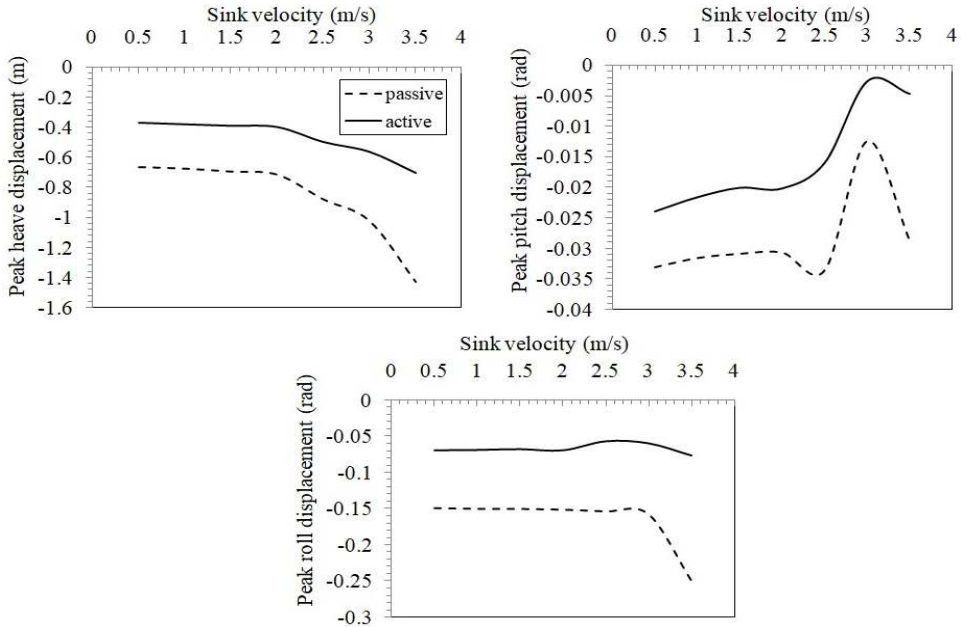 Sink velocity (m/s)
0 0.5 1 1.5 2 2.5 3 3.5 4
Peak heave displacement (m)
0
-0.2
-0.4
-0.6
-0.8
-1
-1.2
-1.4
-1.6
passive
active
Sink velocity (m/s)
0 0.5 1 1.5 2 2.5 3 3.5 4
Peak pitch displacement (rad)
0
-0.005
-0.01
-0.015
-0.02
-0.025
-0.03
-0.035
-0.04
Sink velocity (m/s)
0 0.5 1 1.5 2 2.5 3 3.5 4
Peak roll displacement (rad)
0
-0.05
-0.1
-0.15
-0.2
-0.25
-0.3